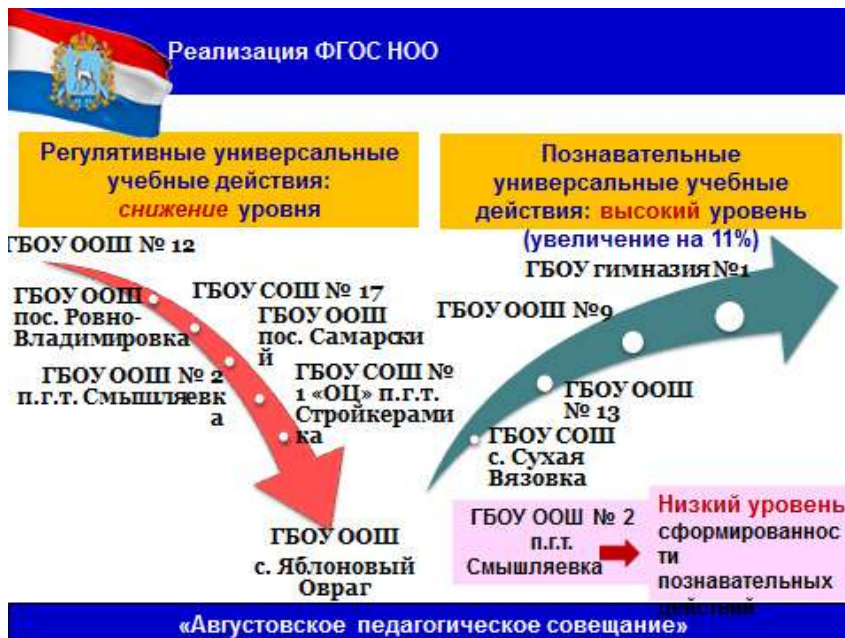 Реализация ФГОС НОО
Регулятивные универсальные
учебные действия:
снижение уровня
Познавательные
универсальные учебные
действия: высокий уровень
(увеличение на 11%)
ГБОУ ООШ № 12
ГБОУ ООШ
пос. Ровно-
Владимировка
ГБОУ СОШ № 17
ГБОУ ООШ
пос. Самарски
й
ГБОУ ООШ № 2
п.г.т. Смышляевк
а
ГБОУ СОШ №
1 «ОЦ» п.г.т.
Стройкерами
ка
ГБОУ ООШ
с. Яблоновый
Овраг
ГБОУ гимназия №1
ГБОУ ООШ №9
ГБОУ ООШ
№ 13
ГБОУ СОШ
с. Сухая
Вязовка
ГБОУ ООШ № 2
п.г.т.
Смышляевка
Низкий уровень
сформированнос
ти
познавательных
действий
«Августовское педагогическое совещание»